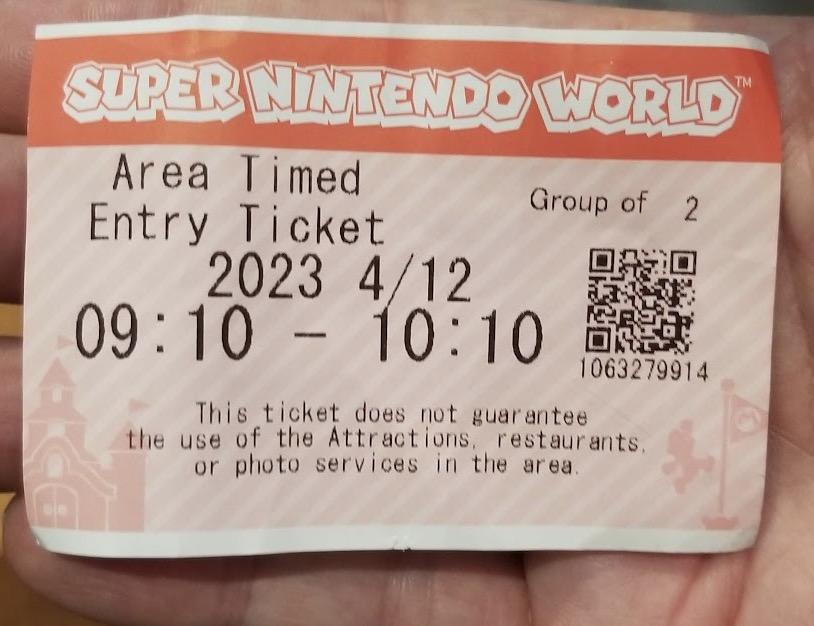 SUPER NINTENDO WORLD™
Area Timed
Entry Ticket
Group of 2
2023 4/12
09:10 - 10:10
1063279914
This ticket does not guarantee
the use of the Attractions, restaurants,
or photo services in the area.